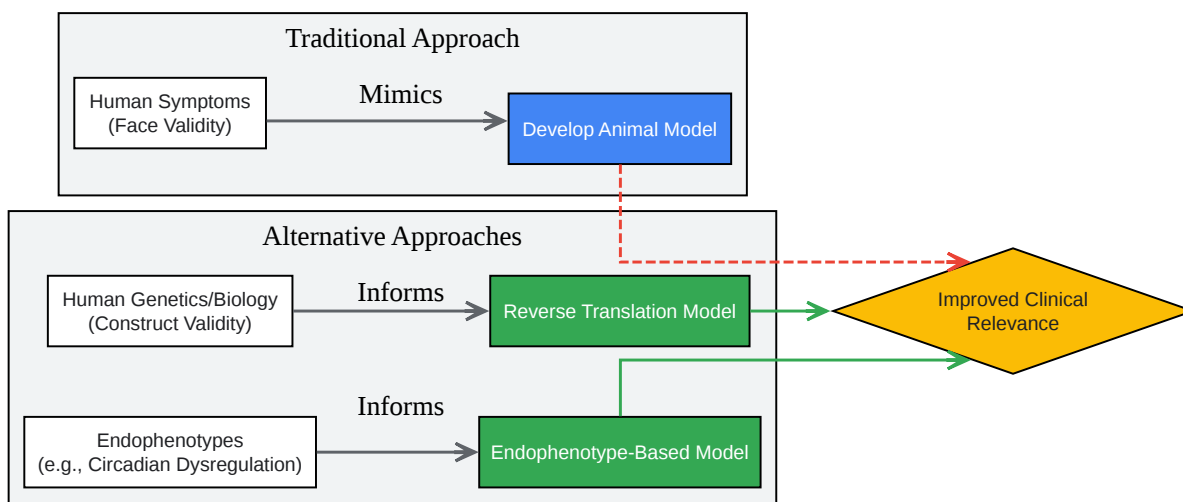 Traditional Approach
Human Symptoms
(Face Validity)
Mimics
Develop Animal Model
Alternative Approaches
Human Genetics/Biology
(Construct Validity)
Informs
Reverse Translation Model
Improved Clinical
Relevance
Endophenotypes
(e.g., Circadian Dysregulation)
Informs
Endophenotype-Based Model